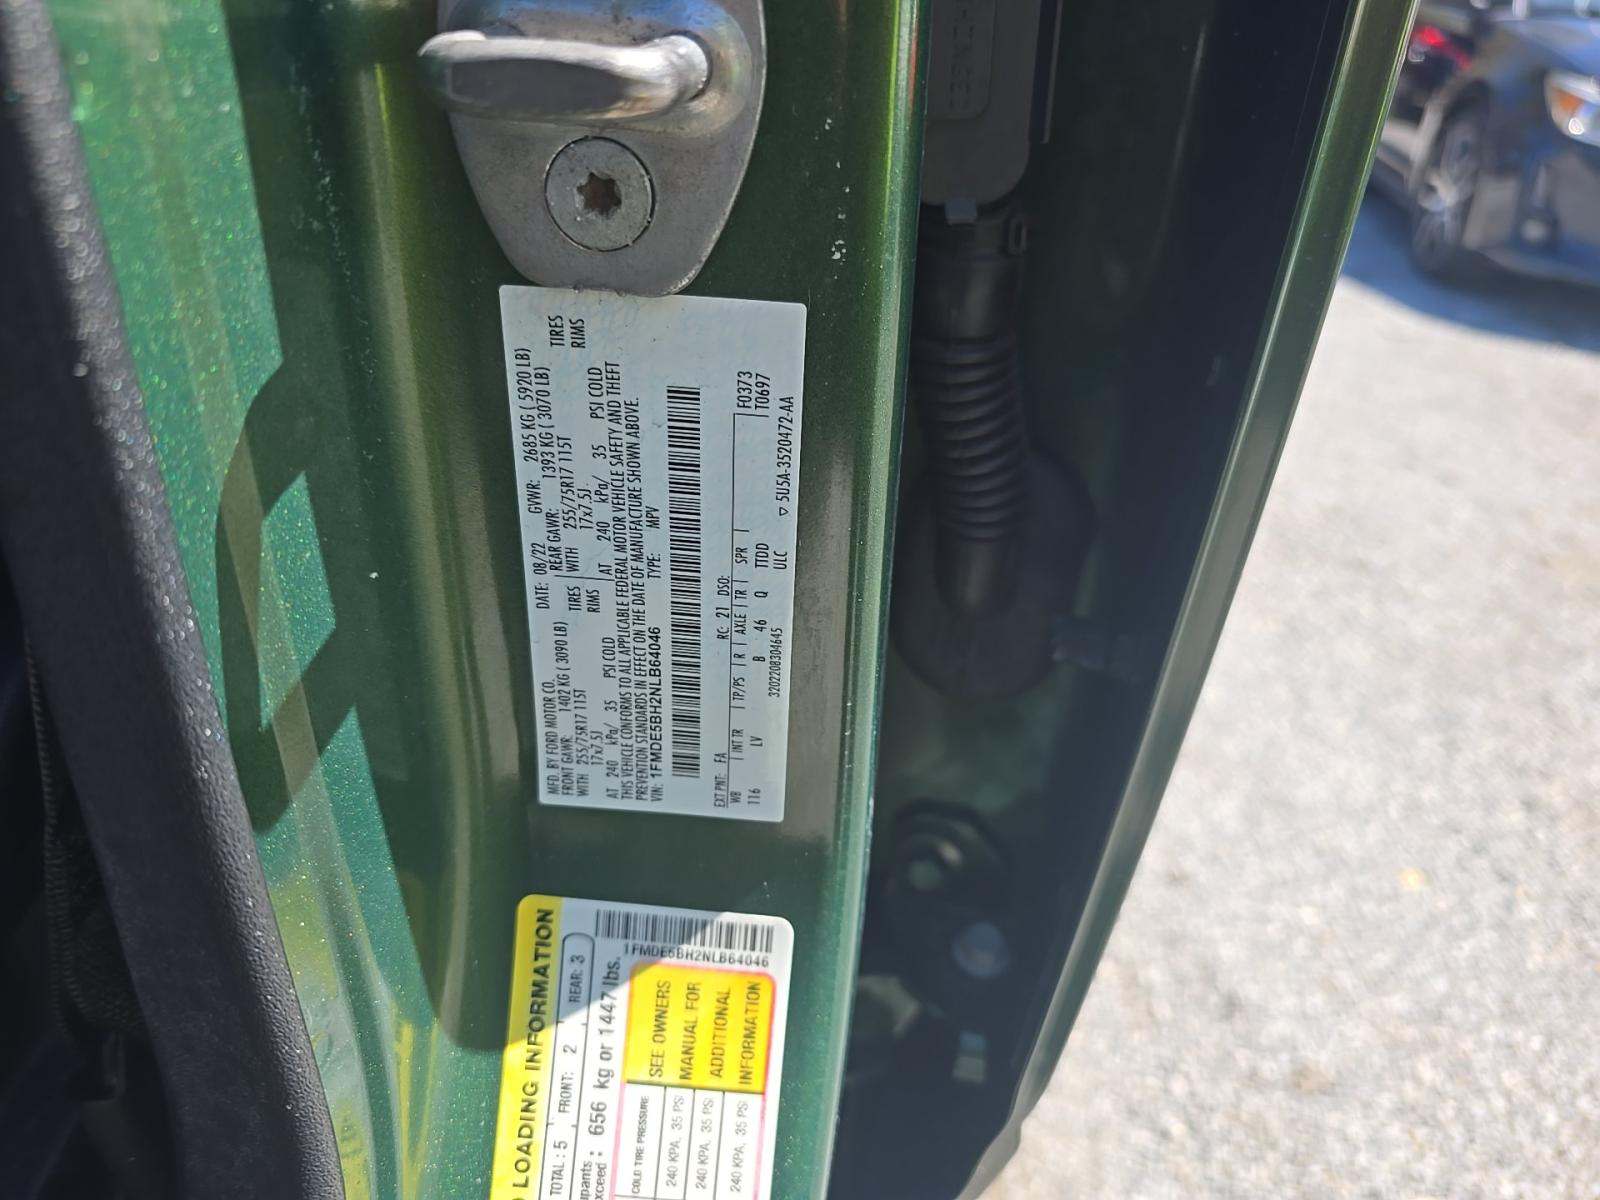 MFD. BY FORD MOTOR CO.
DATE: 08/22 GVWR: 2685 KG ( 5920 LB)
FRONT GAWR: 1402 KG ( 3090 LB)
REAR GAWR: 1393 KG ( 3070 LB)
WITH 255/75R17 115T TIRES
WITH 255/75R17 115T TIRES
17x7.5J RIMS
17x7.5J RIMS
AT 240 kPa/ 35 PSI COLD
AT 240 kPa/ 35 PSI COLD
THIS VEHICLE CONFORMS TO ALL APPLICABLE FEDERAL MOTOR VEHICLE SAFETY AND THEFT
PREVENTION STANDARDS IN EFFECT ON THE DATE OF MANUFACTURE SHOWN ABOVE.
VIN: 1FMDE5BH2NLB64046 TYPE: MPV
EXT PNT: FA RC: 21 DSO:
WB INT TR TP/PS R AXLE TR SPR F0373
116 LV B 46 Q TTDD T0697
3202208304645 ULC ▽ 5U5A-3520472-AA
LOADING INFORMATION
TOTAL: 5 FRONT: 2 REAR: 3
656 kg or 1447 lbs.
1FMDE5BH2NLB64046
COLD TIRE PRESSURE
240 KPA, 35 PSI
240 KPA, 35 PSI
240 KPA, 35 PSI
SEE OWNERS
MANUAL FOR
ADDITIONAL
INFORMATION